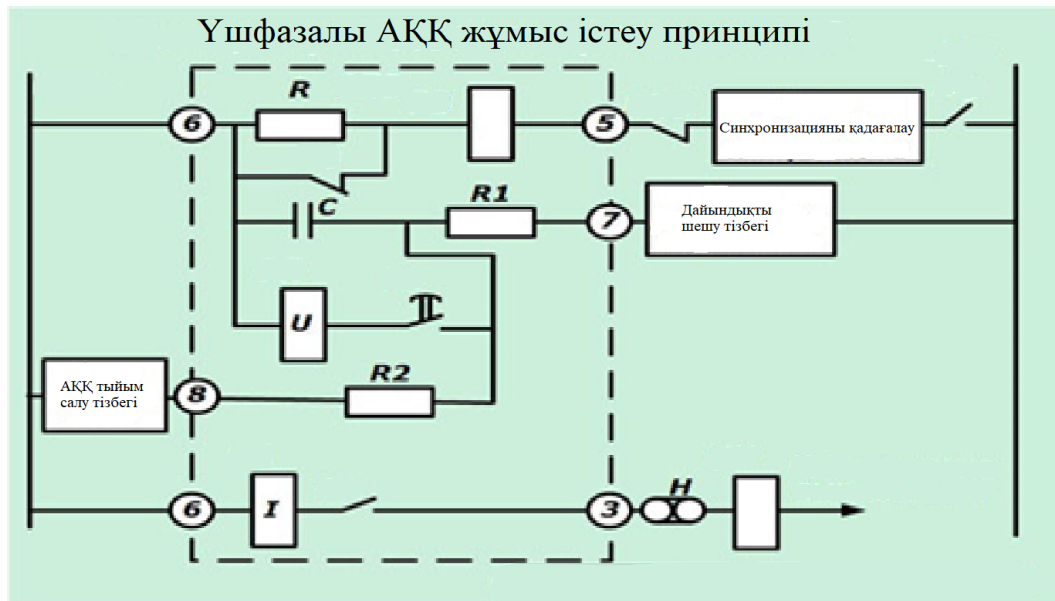 Үшфазалы АҚҚ жұмыс істеу принципі
R
6
5
Синхронизацияны қадағалау
C
R1
7
Дайындықты
шешу тізбегі
U
R2
АҚҚ тыйым
салу тізбегі
8
6
I
3
H